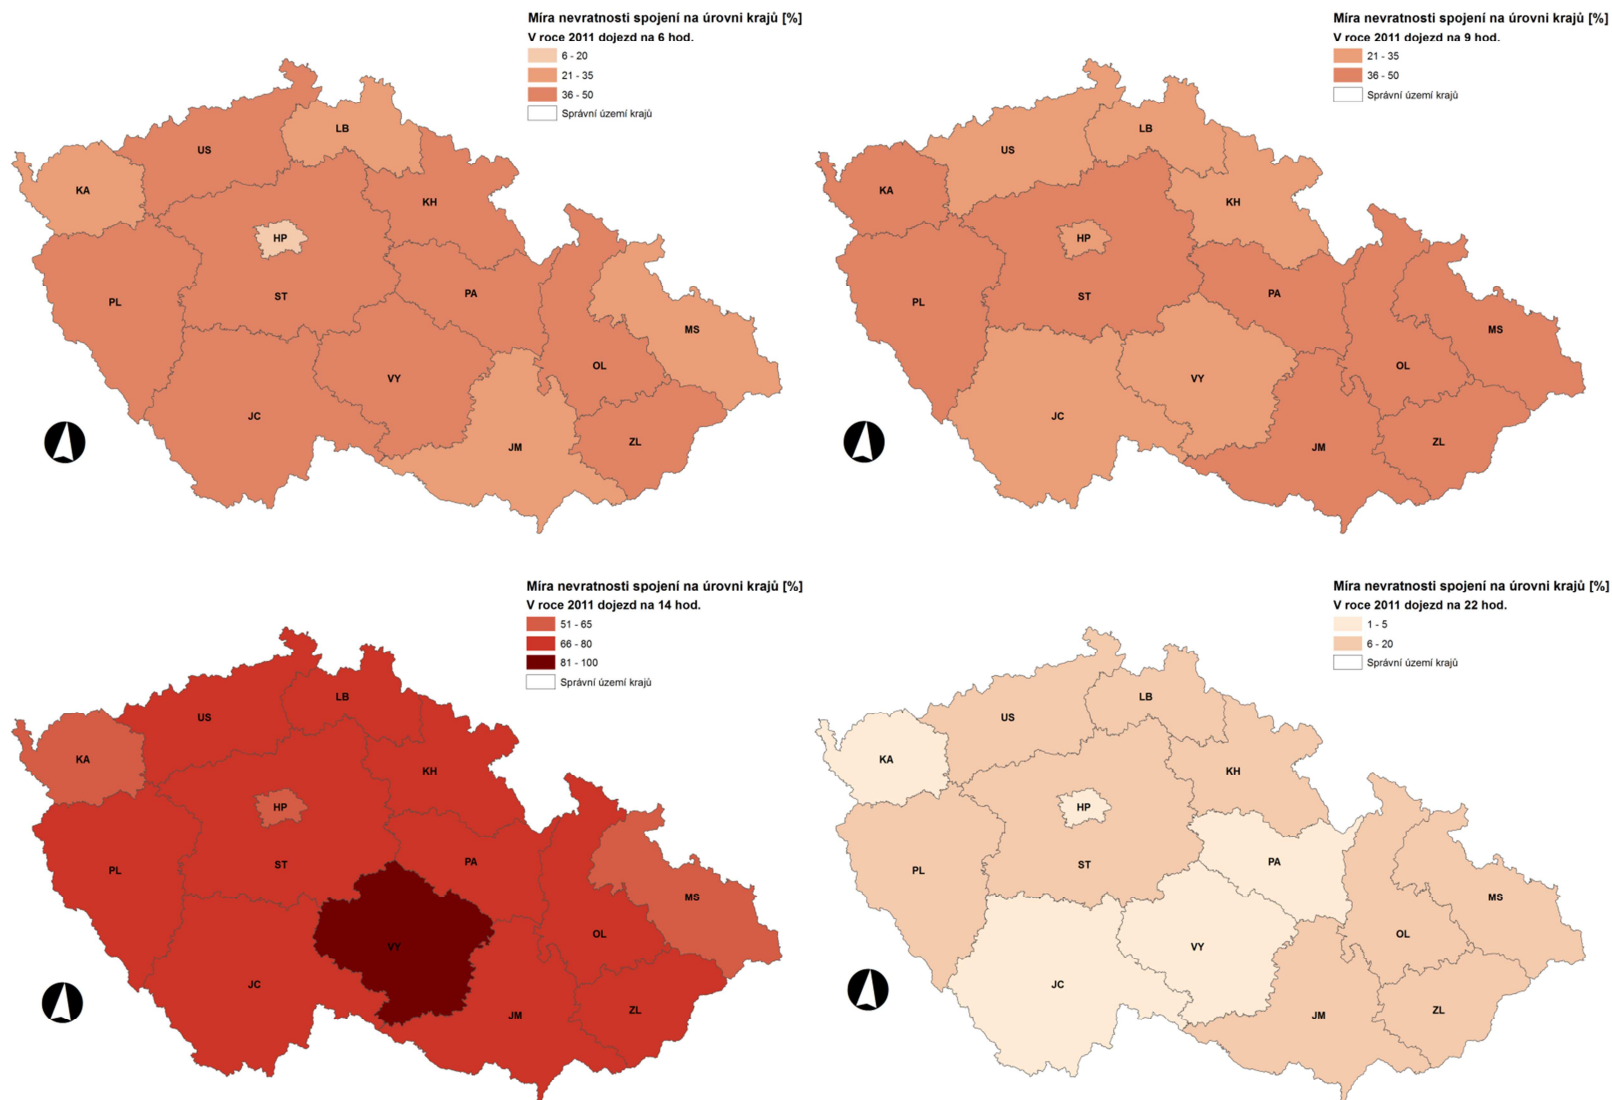 Míra nevratnosti spojení na úrovni krajů [%]
V roce 2011 dojezd na 6 hod.
6 - 20
21 - 35
36 - 50
Správní území krajů
LB
US
KA
KH
HP
PL
ST
PA
MS
OL
VY
JC
JM
ZL
Míra nevratnosti spojení na úrovni krajů [%]
V roce 2011 dojezd na 9 hod.
21 - 35
36 - 50
Správní území krajů
LB
US
KA
KH
HP
PL
ST
PA
MS
OL
VY
JC
JM
ZL
Míra nevratnosti spojení na úrovni krajů [%]
V roce 2011 dojezd na 14 hod.
51 - 65
66 - 80
81 - 100
Správní území krajů
LB
US
KA
KH
HP
PL
ST
PA
MS
OL
VY
JC
JM
ZL
Míra nevratnosti spojení na úrovni krajů [%]
V roce 2011 dojezd na 22 hod.
1 - 5
6 - 20
Správní území krajů
LB
US
KA
KH
HP
PL
ST
PA
MS
OL
VY
JC
JM
ZL